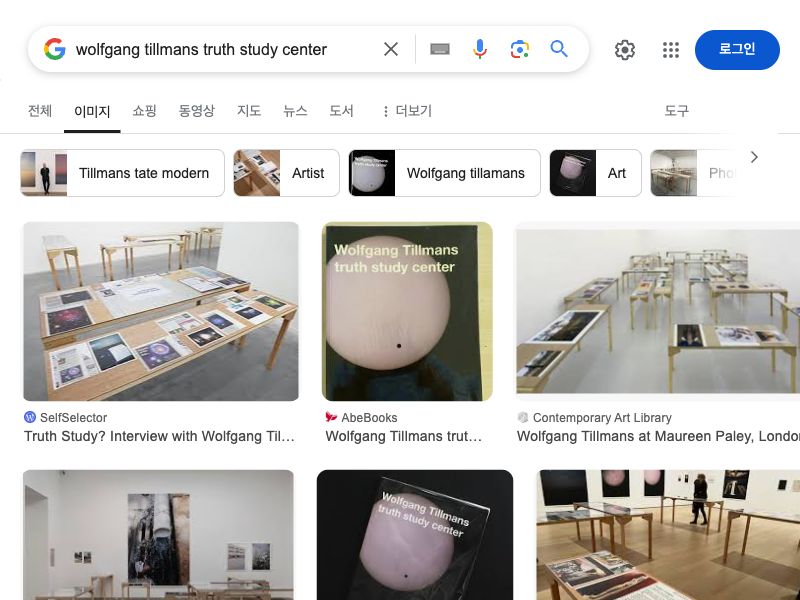 wolfgang tillmans truth study center
로그인
전체 이미지 쇼핑 동영상 지도 뉴스 도서 더보기 도구
Tillmans tate modern
Artist
Wolfgang tillamans
Art
Wolfgang Tillmans
truth study center
SelfSelector
Truth Study? Interview with Wolfgang Til...
AbeBooks
Wolfgang Tillmans trut...
Contemporary Art Library
Wolfgang Tillmans at Maureen Paley, London
Wolfgang Tillmans
truth study center